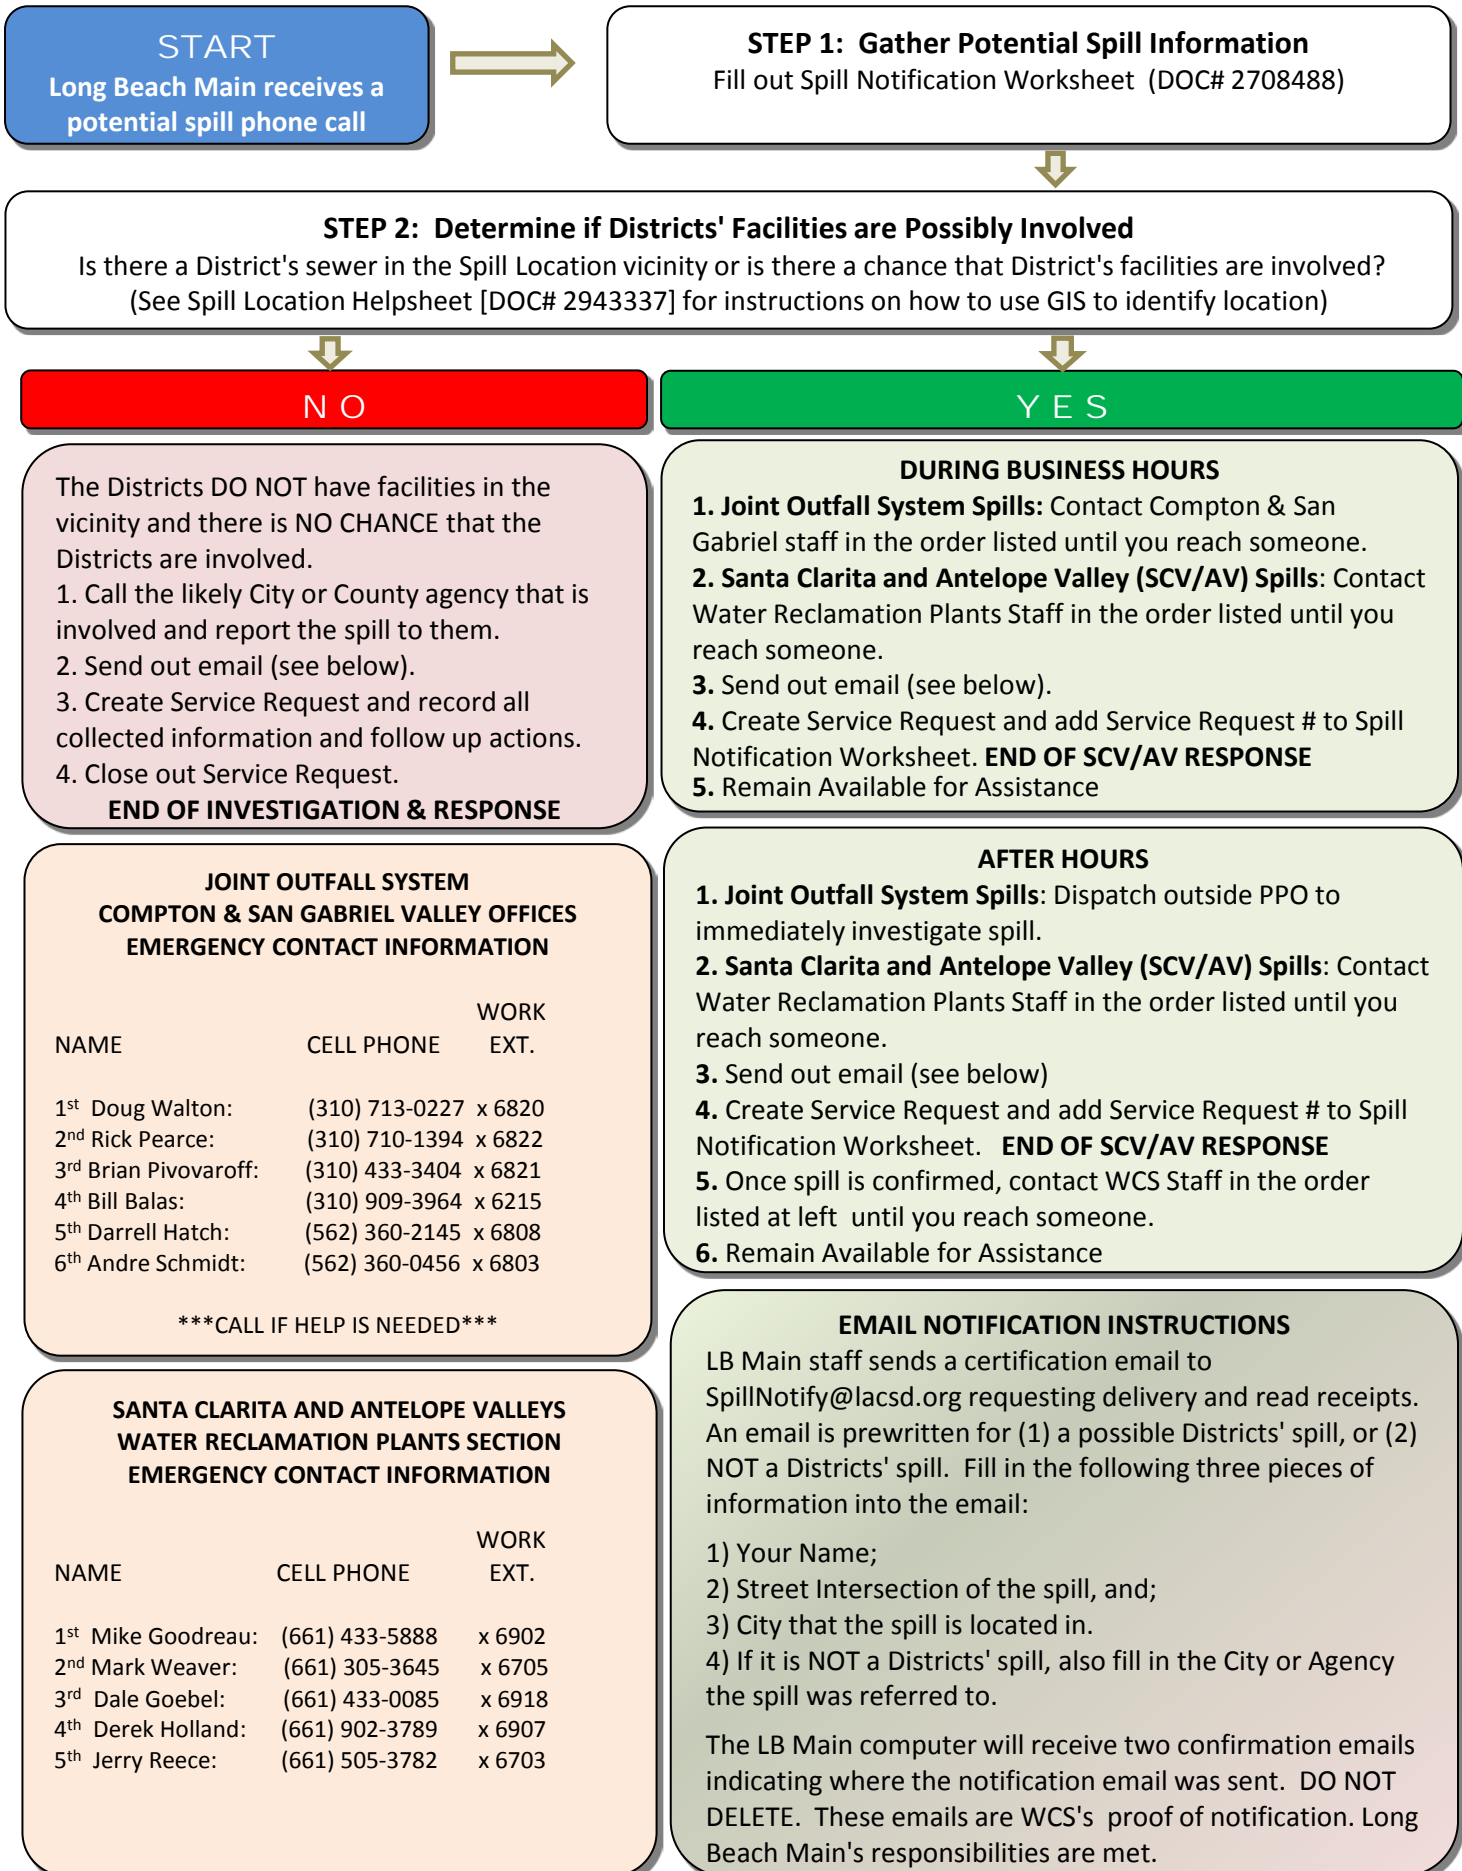 START
Long Beach Main receives a
potential spill phone call
STEP 1: Gather Potential Spill Information
Fill out Spill Notification Worksheet (DOC# 2708488)
STEP 2: Determine if Districts' Facilities are Possibly Involved
Is there a District's sewer in the Spill Location vicinity or is there a chance that District's facilities are involved?
(See Spill Location Helpsheet [DOC# 2943337] for instructions on how to use GIS to identify location)
NO
The Districts DO NOT have facilities in the
vicinity and there is NO CHANCE that the
Districts are involved.
1. Call the likely City or County agency that is
involved and report the spill to them.
2. Send out email (see below).
3. Create Service Request and record all
collected information and follow up actions.
4. Close out Service Request.
END OF INVESTIGATION & RESPONSE
JOINT OUTFALL SYSTEM
COMPTON & SAN GABRIEL VALLEY OFFICES
EMERGENCY CONTACT INFORMATION
WORK
NAME CELL PHONE EXT.
1st Doug Walton: (310) 713-0227 x 6820
2nd Rick Pearce: (310) 710-1394 x 6822
3rd Brian Pivovaroff: (310) 433-3404 x 6821
4th Bill Balas: (310) 909-3964 x 6215
5th Darrell Hatch: (562) 360-2145 x 6808
6th Andre Schmidt: (562) 360-0456 x 6803
***CALL IF HELP IS NEEDED***
SANTA CLARITA AND ANTELOPE VALLEYS
WATER RECLAMATION PLANTS SECTION
EMERGENCY CONTACT INFORMATION
WORK
NAME CELL PHONE EXT.
1st Mike Goodreau: (661) 433-5888 x 6902
2nd Mark Weaver: (661) 305-3645 x 6705
3rd Dale Goebel: (661) 433-0085 x 6918
4th Derek Holland: (661) 902-3789 x 6907
5th Jerry Reece: (661) 505-3782 x 6703
YES
DURING BUSINESS HOURS
1. Joint Outfall System Spills: Contact Compton & San
Gabriel staff in the order listed until you reach someone.
2. Santa Clarita and Antelope Valley (SCV/AV) Spills: Contact
Water Reclamation Plants Staff in the order listed until you
reach someone.
3. Send out email (see below).
4. Create Service Request and add Service Request # to Spill
Notification Worksheet. END OF SCV/AV RESPONSE
5. Remain Available for Assistance
AFTER HOURS
1. Joint Outfall System Spills: Dispatch outside PPO to
immediately investigate spill.
2. Santa Clarita and Antelope Valley (SCV/AV) Spills: Contact
Water Reclamation Plants Staff in the order listed until you
reach someone.
3. Send out email (see below)
4. Create Service Request and add Service Request # to Spill
Notification Worksheet. END OF SCV/AV RESPONSE
5. Once spill is confirmed, contact WCS Staff in the order
listed at left until you reach someone.
6. Remain Available for Assistance
EMAIL NOTIFICATION INSTRUCTIONS
LB Main staff sends a certification email to
SpillNotify@lacsd.org requesting delivery and read receipts.
An email is prewritten for (1) a possible Districts' spill, or (2)
NOT a Districts' spill. Fill in the following three pieces of
information into the email:
1) Your Name;
2) Street Intersection of the spill, and;
3) City that the spill is located in.
4) If it is NOT a Districts' spill, also fill in the City or Agency
the spill was referred to.
The LB Main computer will receive two confirmation emails
indicating where the notification email was sent. DO NOT
DELETE. These emails are WCS's proof of notification. Long
Beach Main's responsibilities are met.